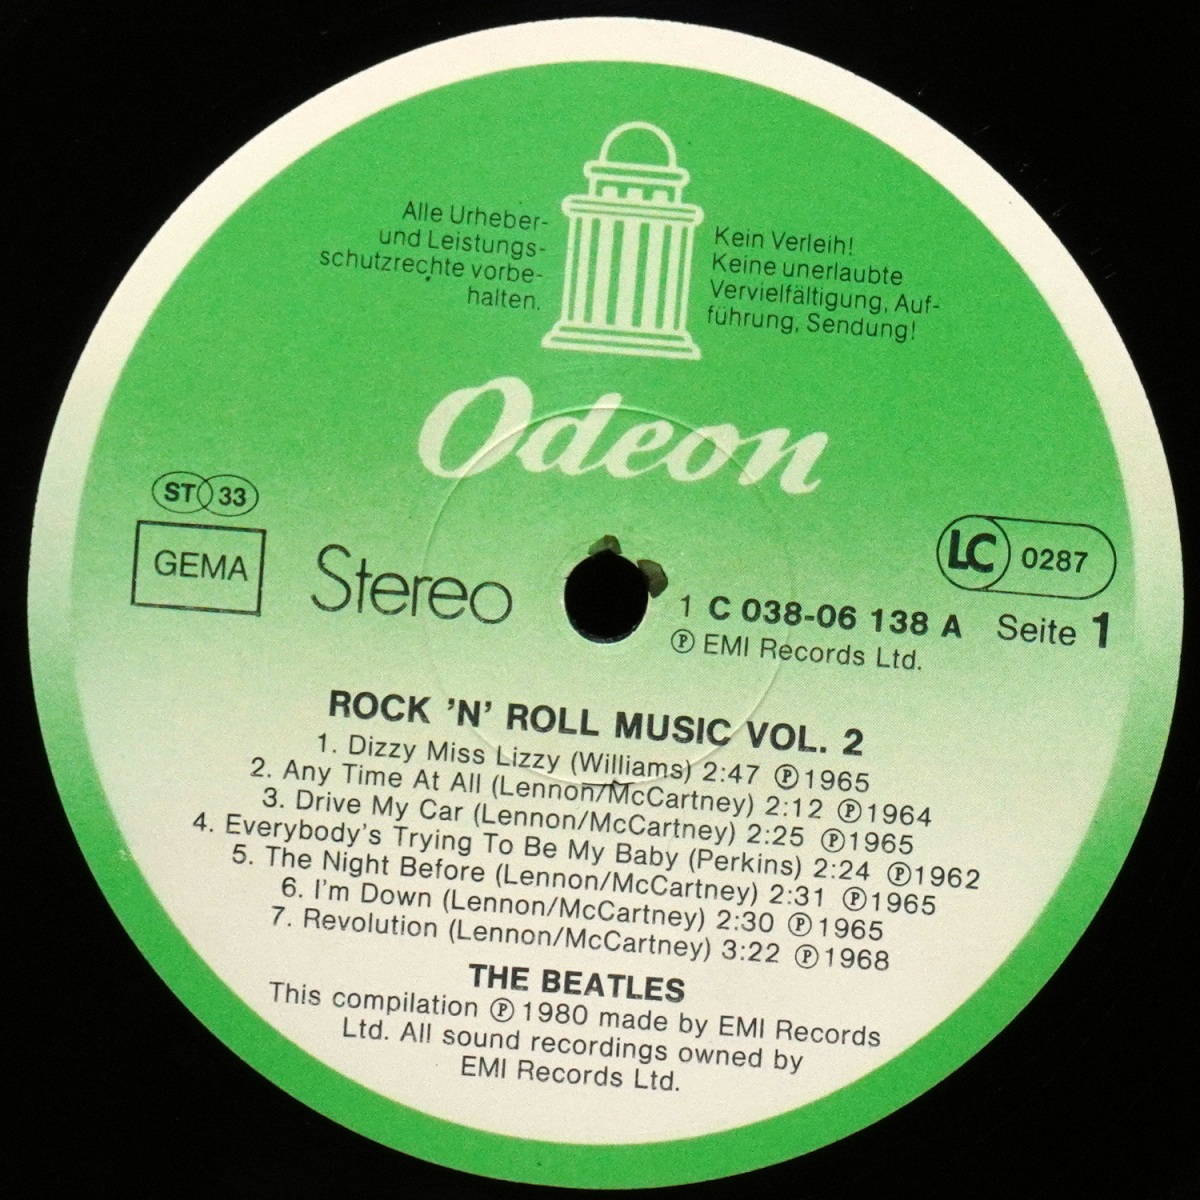 Alle Urheber-
und Leistungs-
schutzrechte vorbe-
halten.
Kein Verleih!
Keine unerlaubte
Vervielfältigung, Auf-
führung, Sendung!
Odeon
ST 33
GEMA
Stereo
LC 0287
1 C 038-06 138 A Seite 1
Ⓟ EMI Records Ltd.
ROCK 'N' ROLL MUSIC VOL. 2
1. Dizzy Miss Lizzy (Williams) 2:47 Ⓟ 1965
2. Any Time At All (Lennon/McCartney) 2:12 Ⓟ 1964
3. Drive My Car (Lennon/McCartney) 2:25 Ⓟ 1965
4. Everybody's Trying To Be My Baby (Perkins) 2:24 Ⓟ 1962
5. The Night Before (Lennon/McCartney) 2:31 Ⓟ 1965
6. I'm Down (Lennon/McCartney) 2:30 Ⓟ 1965
7. Revolution (Lennon/McCartney) 3:22 Ⓟ 1968
THE BEATLES
This compilation Ⓟ 1980 made by EMI Records
Ltd. All sound recordings owned by
EMI Records Ltd.